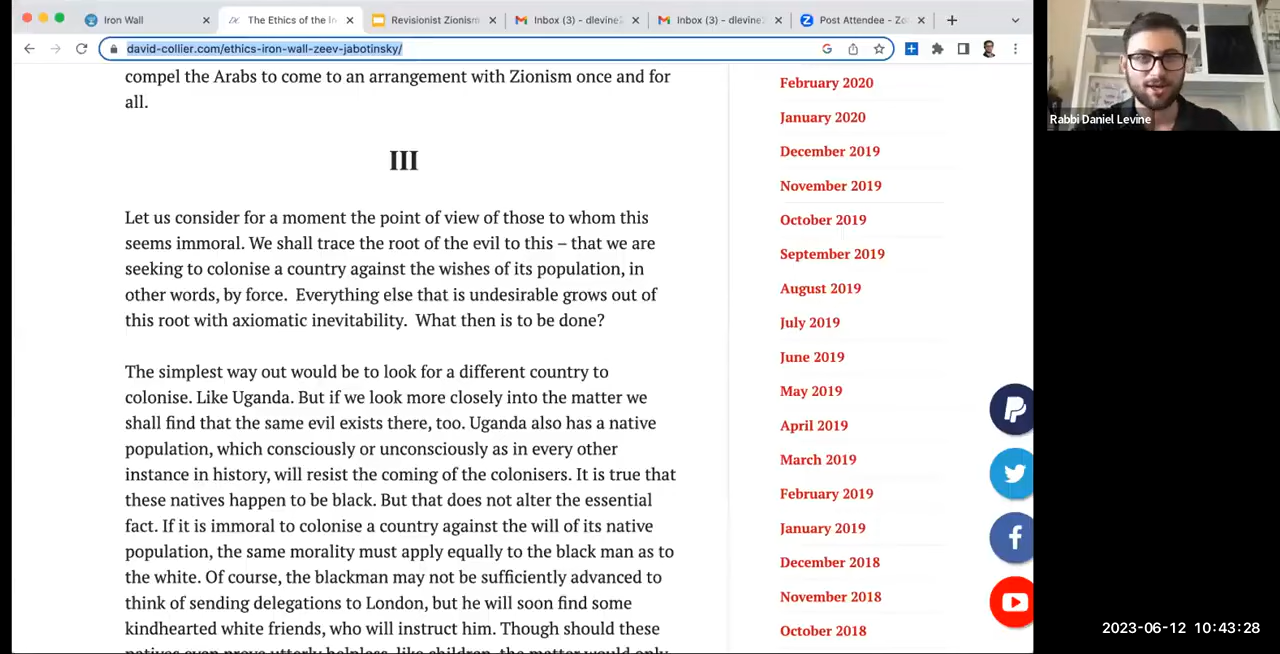 Iron Wall
The Ethics of the Ir
Revisionist Zionism
Inbox (3) – dlevine
Inbox (3) – dlevine
Post Attendee - Zo
david-collier.com/ethics-iron-wall-zeev-jabotinsky/
Rabbi Daniel Levine
compel the Arabs to come to an arrangement with Zionism once and for
all.
III
Let us consider for a moment the point of view of those to whom this
seems immoral. We shall trace the root of the evil to this – that we are
seeking to colonise a country against the wishes of its population, in
other words, by force.  Everything else that is undesirable grows out of
this root with axiomatic inevitability.  What then is to be done?
The simplest way out would be to look for a different country to
colonise. Like Uganda. But if we look more closely into the matter we
shall find that the same evil exists there, too. Uganda also has a native
population, which consciously or unconsciously as in every other
instance in history, will resist the coming of the colonisers. It is true that
these natives happen to be black. But that does not alter the essential
fact. If it is immoral to colonise a country against the will of its native
population, the same morality must apply equally to the black man as to
the white. Of course, the blackman may not be sufficiently advanced to
think of sending delegations to London, but he will soon find some
kindhearted white friends, who will instruct him. Though should these
natives even prove utterly helpless, like children, the matter would only
February 2020
January 2020
December 2019
November 2019
October 2019
September 2019
August 2019
July 2019
June 2019
May 2019
April 2019
March 2019
February 2019
January 2019
December 2018
November 2018
October 2018
2023-06-12 10:43:28